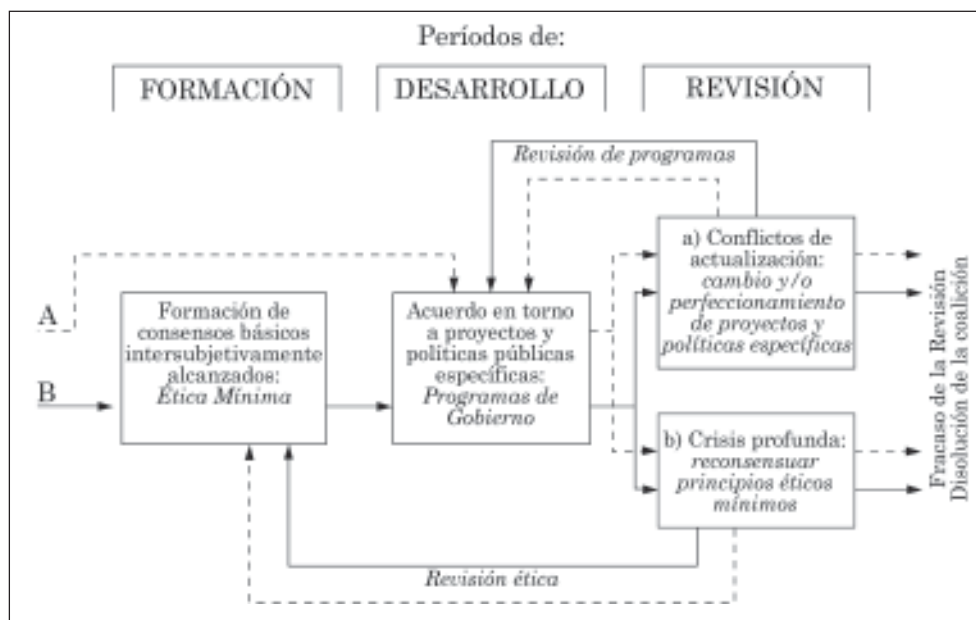 Períodos de:
FORMACIÓN
DESARROLLO
REVISIÓN
Revisión de programas
A
B
Formación de
consensos básicos
intersubjetivamente
alcanzados:
Ética Mínima
Acuerdo en torno
a proyectos y
políticas públicas
específicas:
Programas de
Gobierno
a) Conflictos de
actualización:
cambio y/o
perfeccionamiento
de proyectos y
políticas específicas
b) Crisis profunda:
reconsensuar
principios éticos
mínimos
Revisión ética
Fracaso de la Revisión
Disolución de la coalición